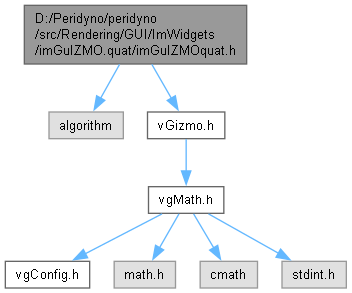 D:/Peridyno/peridyno
/src/Rendering/GUI/ImWidgets
/imGuIZMO.quat/imGuIZMOquat.h
algorithm
vGizmo.h
vgMath.h
vgConfig.h
math.h
cmath
stdint.h